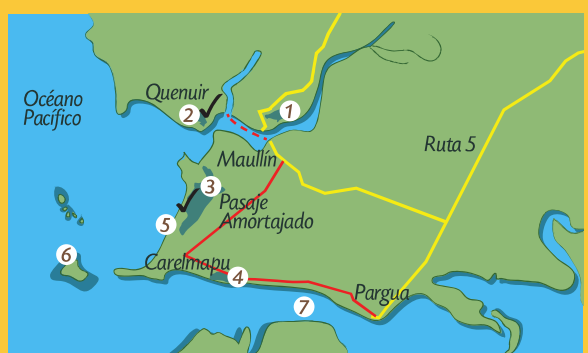 Quenuir
Océano
Pacífico
2
1
Ruta 5
Maullín
3
Pasaje
Amortajado
5
6
Carelmapu
4
7
Pargua